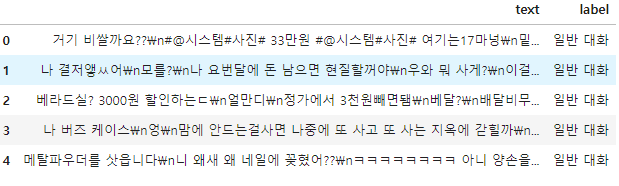 text label
0 거기 비쌀까요??₩n#@시스템#사진# 33만원 #@시스템#사진# 여기는17마넝₩n밑... 일반 대화
1 나 결저앻ㅆ어₩n모를?₩n나 요번달에 돈 남으면 현질할꺼야₩n우와 뭐 사게?₩n이걸... 일반 대화
2 베라드실? 3000원 할인하는ㄷ₩n얼만디₩n정가에서 3천원빼면됌₩n베달?₩n배달비무... 일반 대화
3 나 버즈 케이스₩n엉₩n맘에 안드는걸사면 나중에 또 사고 또 사는 지옥에 갇힐까₩n... 일반 대화
4 메탈파우더를 삿읍니다₩n니 왜새 왜 네일에 꽂혔어??₩nㅋㅋㅋㅋㅋㅋㅋㅋ 아니 양손을... 일반 대화